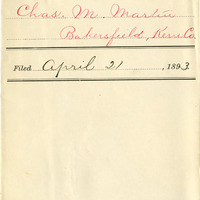 Chas. M. Martin
Bakersfield, Kern Co
Filed April 21, 1893